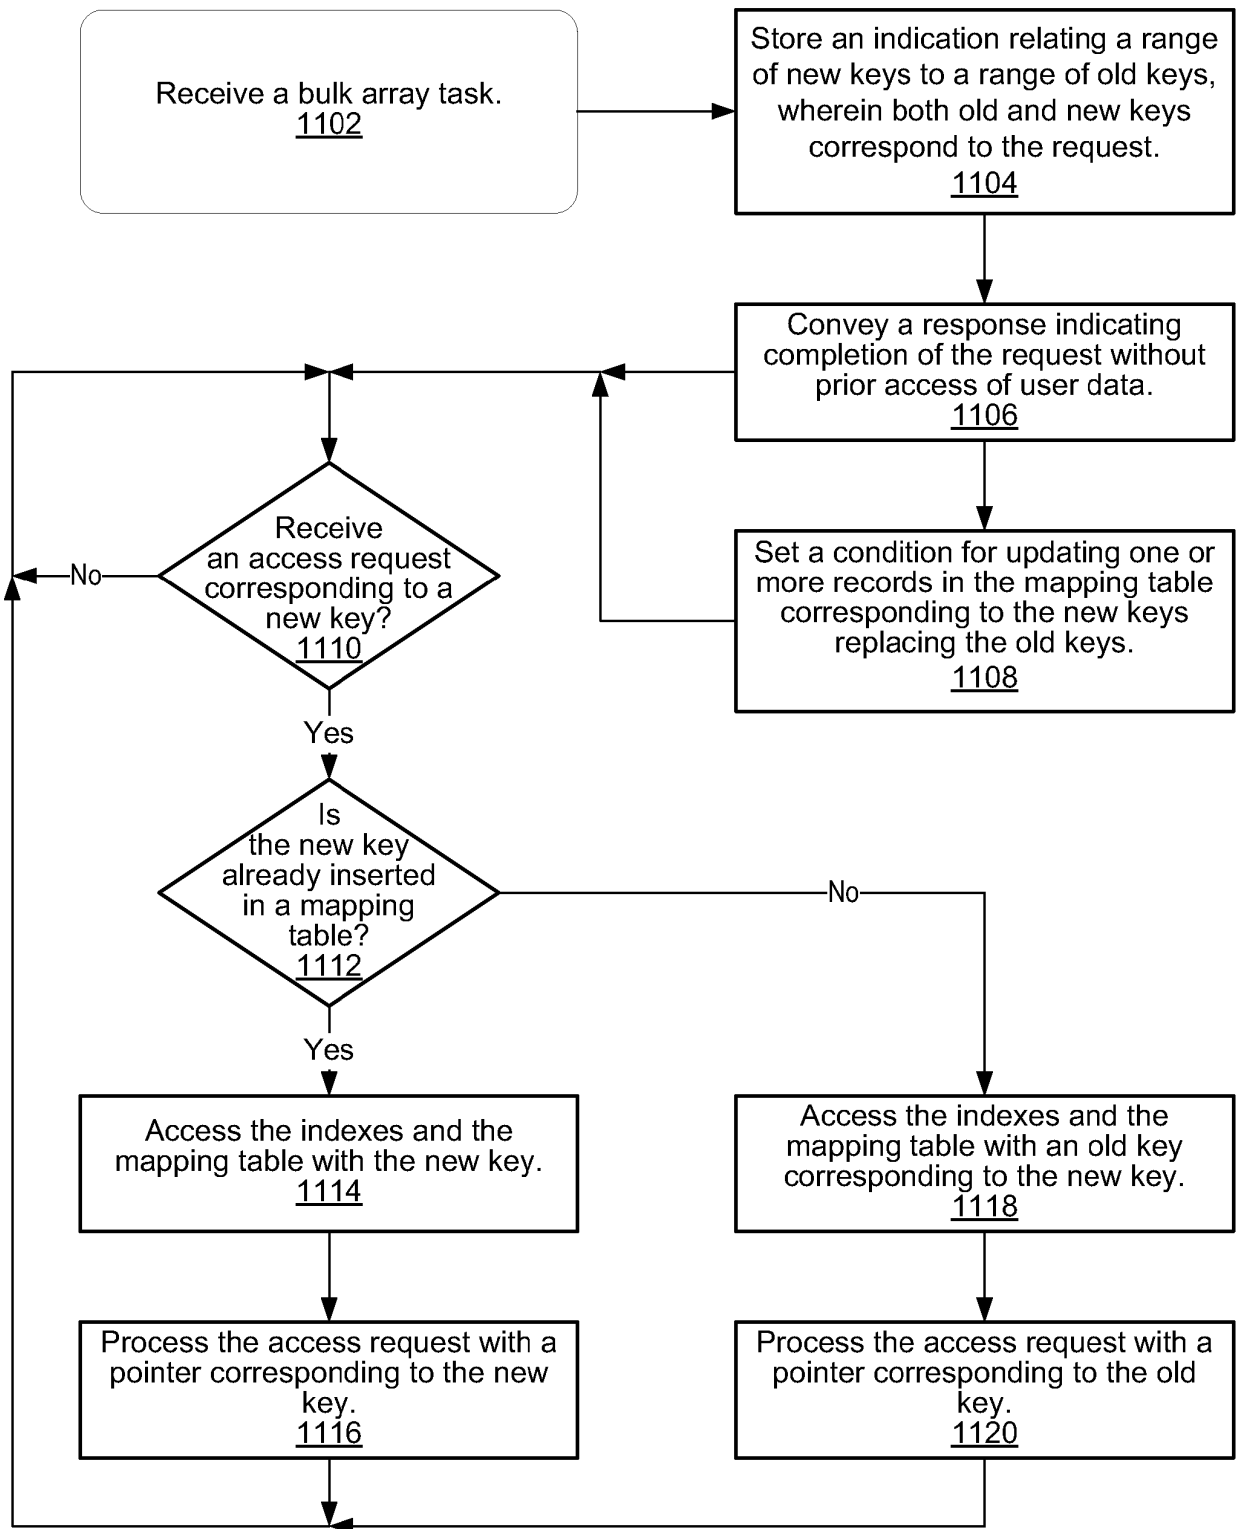 Receive a bulk array task.
1102
Store an indication relating a range
of new keys to a range of old keys,
wherein both old and new keys
correspond to the request.
1104
Convey a response indicating
completion of the request without
prior access of user data.
1106
Set a condition for updating one or
more records in the mapping table
corresponding to the new keys
replacing the old keys.
1108
Receive
an access request
corresponding to a
new key?
1110
No
Yes
Is
the new key
already inserted
in a mapping
table?
1112
No
Yes
Access the indexes and the
mapping table with the new key.
1114
Access the indexes and the
mapping table with an old key
corresponding to the new key.
1118
Process the access request with a
pointer corresponding to the new
key.
1116
Process the access request with a
pointer corresponding to the old
key.
1120